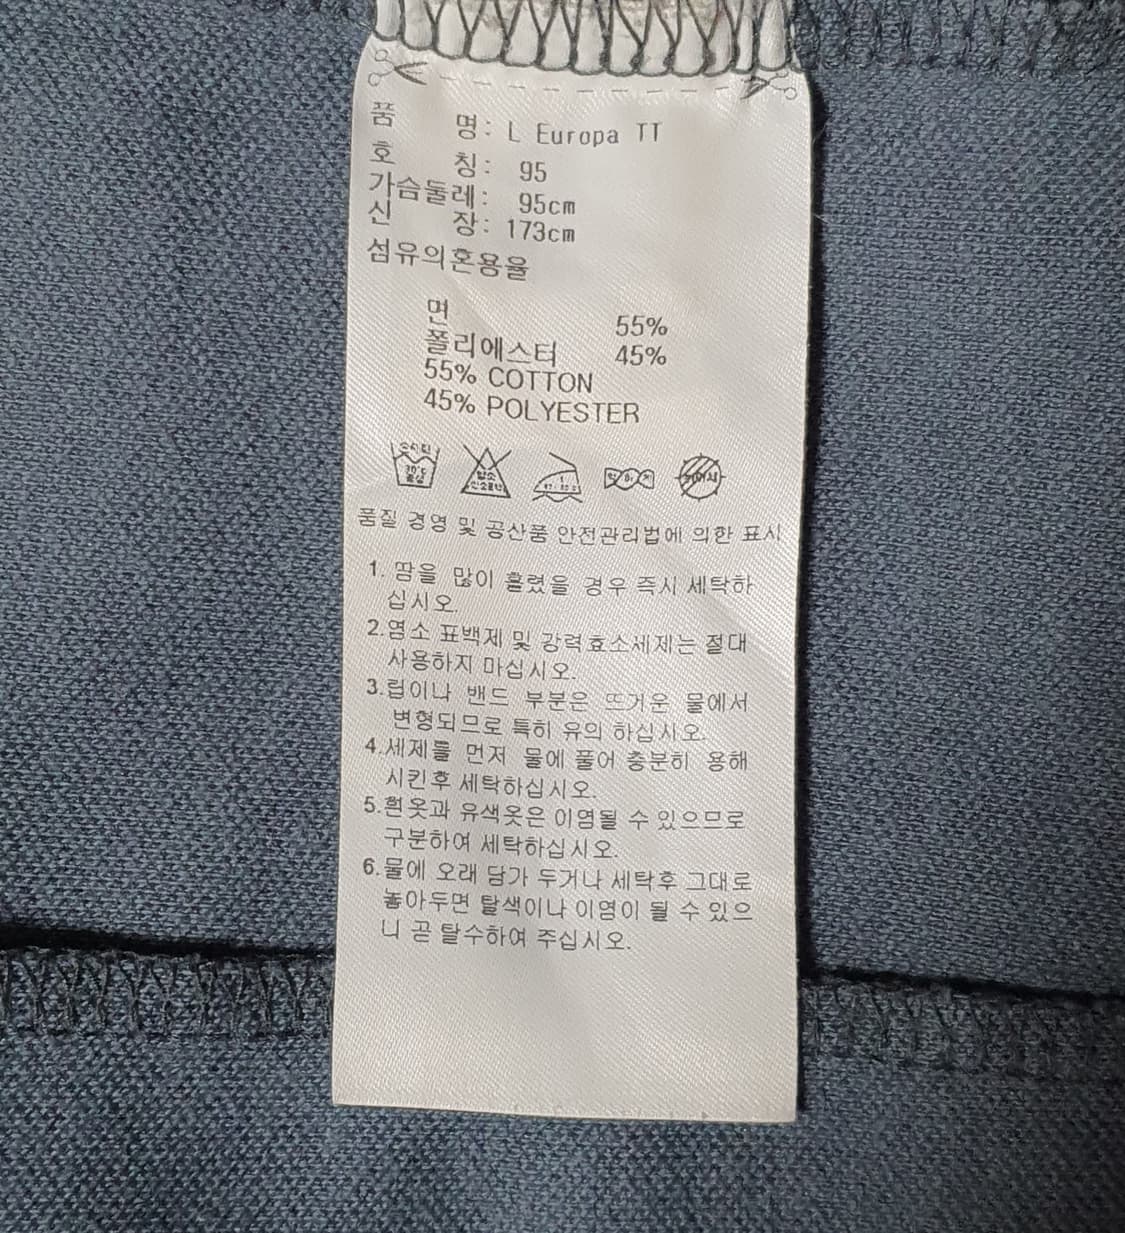 품 명: L Europa TT
호 칭: 95
가슴둘레: 95cm
신 장: 173cm
섬유의혼용율
면 55%
폴리에스터 45%
55% COTTON
45% POLYESTER
품질 경영 및 공산품 안전관리법에 의한 표시
1. 땀을 많이 흘렸을 경우 즉시 세탁하
십시오.
2.염소 표백제 및 강력효소세제는 절대
사용하지 마십시오.
3.립이나 밴드 부분은 뜨거운 물에서
변형되므로 특히 유의 하십시오.
4.세제를 먼저 물에 풀어 충분히 용해
시킨후 세탁하십시오.
5.흰옷과 유색옷은 이염될 수 있으므로
구분하여 세탁하십시오.
6.물에 오래 담가 두거나 세탁후 그대로
놓아두면 탈색이나 이염이 될 수 있으
니 곧 탈수하여 주십시오.